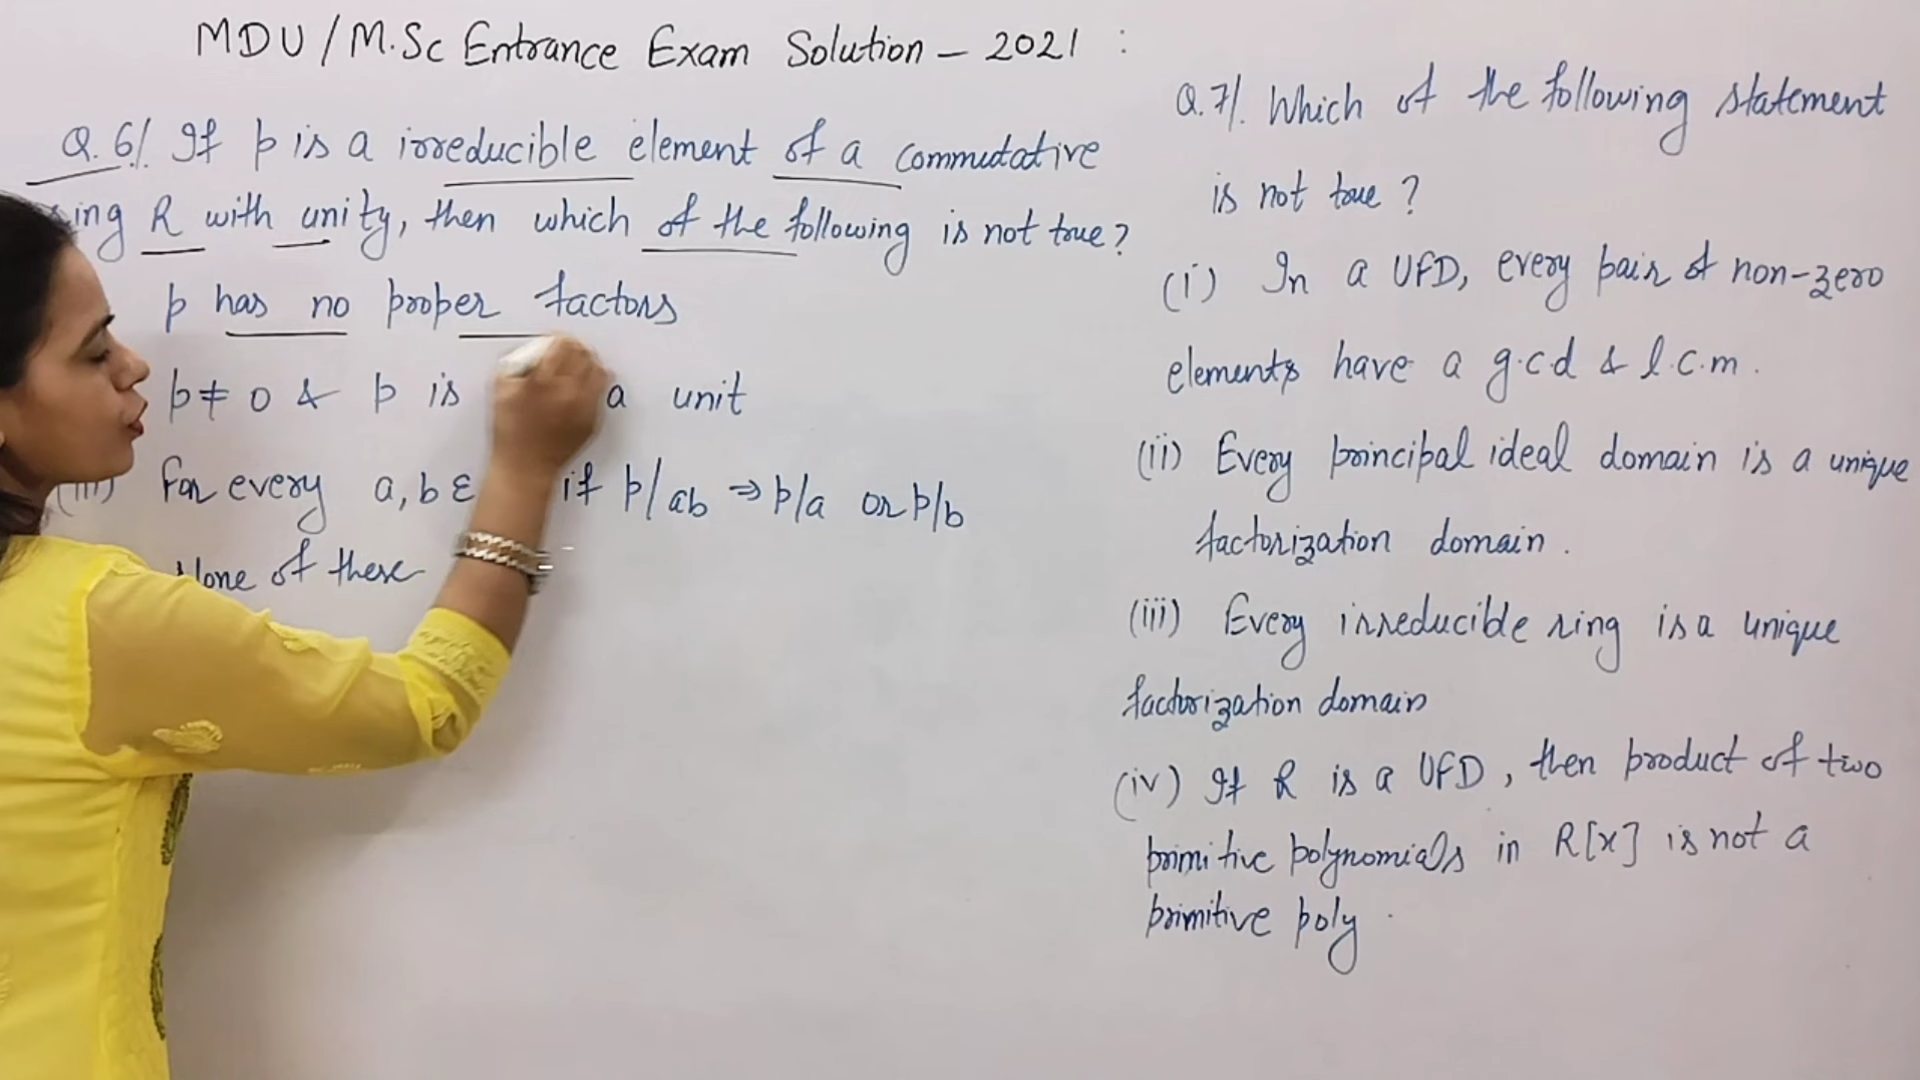 MDU/M.Sc Entrance Exam Solution - 2021 :
Q.6/. If p is a irreducible element of a commutative
ing R with unity, then which of the following is not true?
p has no proper factors
p ≠ 0 & p is a unit
(iii) For every a, b ε if p/ab ⇒ p/a or p/b
None of these
Q.7/. Which of the following statement
is not true?
(i) In a UFD, every pair of non-zero
elements have a g.c.d & l.c.m.
(ii) Every principal ideal domain is a unique
factorization domain.
(iii) Every irreducible ring is a unique
factorization domain
(iv) If R is a UFD, then product of two
primitive polynomials in R[x] is not a
primitive poly.